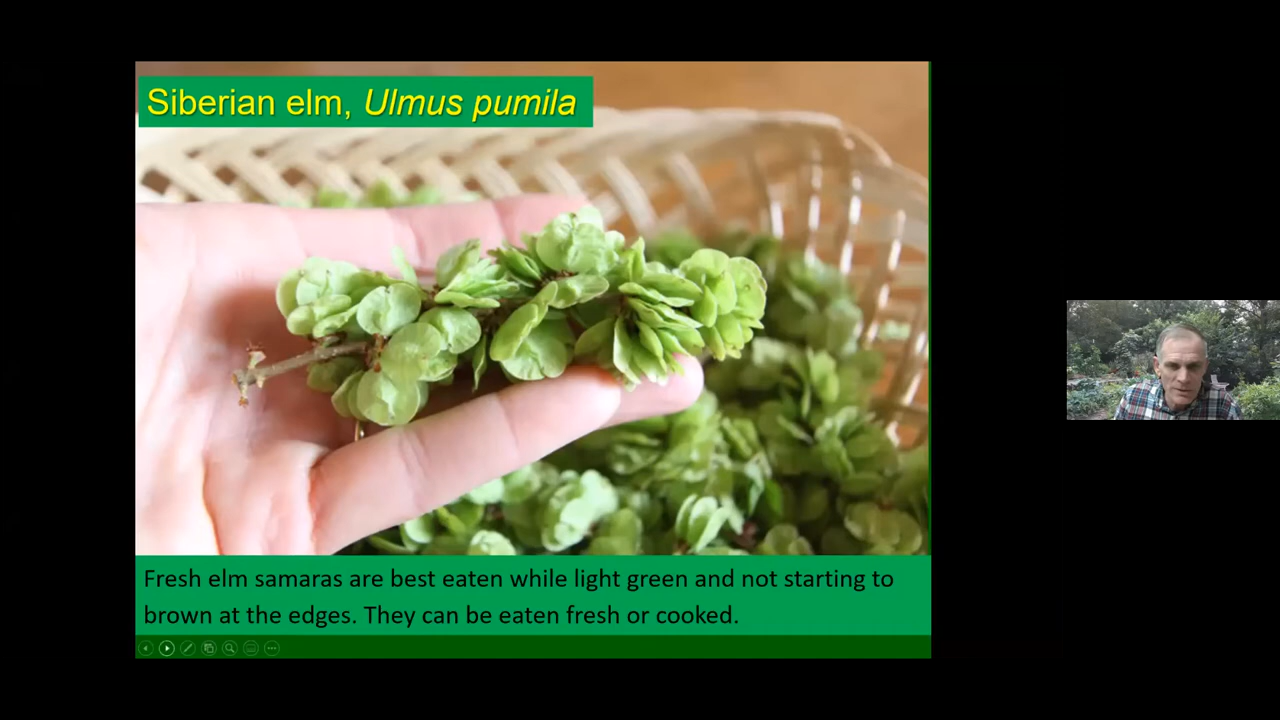 Siberian elm, Ulmus pumila
Fresh elm samaras are best eaten while light green and not starting to
brown at the edges. They can be eaten fresh or cooked.